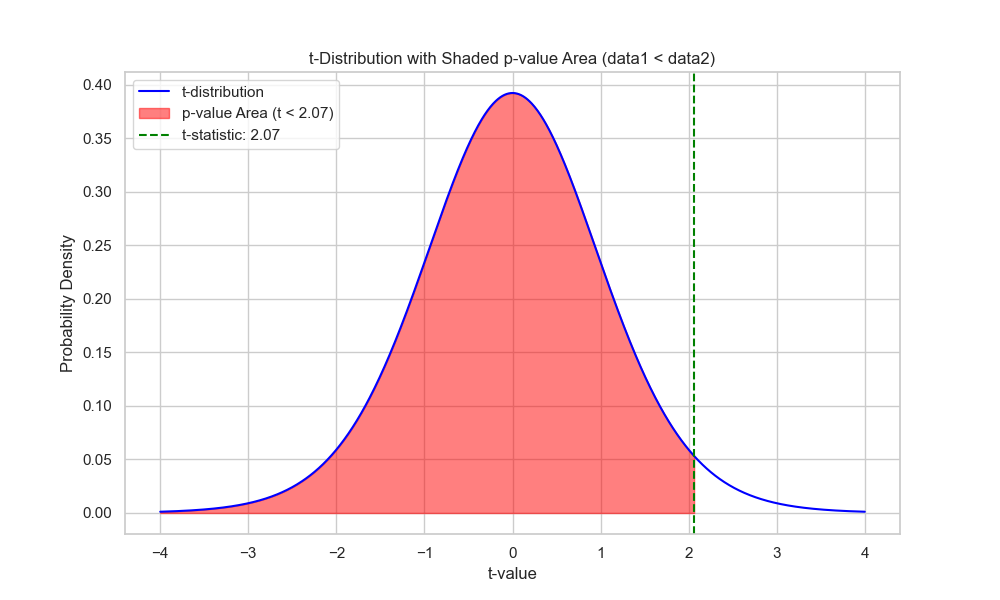 t-Distribution with Shaded p-value Area (data1 < data2)
t-distribution
p-value Area (t < 2.07)
t-statistic: 2.07
Probability Density
0.40
0.35
0.30
0.25
0.20
0.15
0.10
0.05
0.00
−4 −3 −2 −1 0 1 2 3 4
t-value